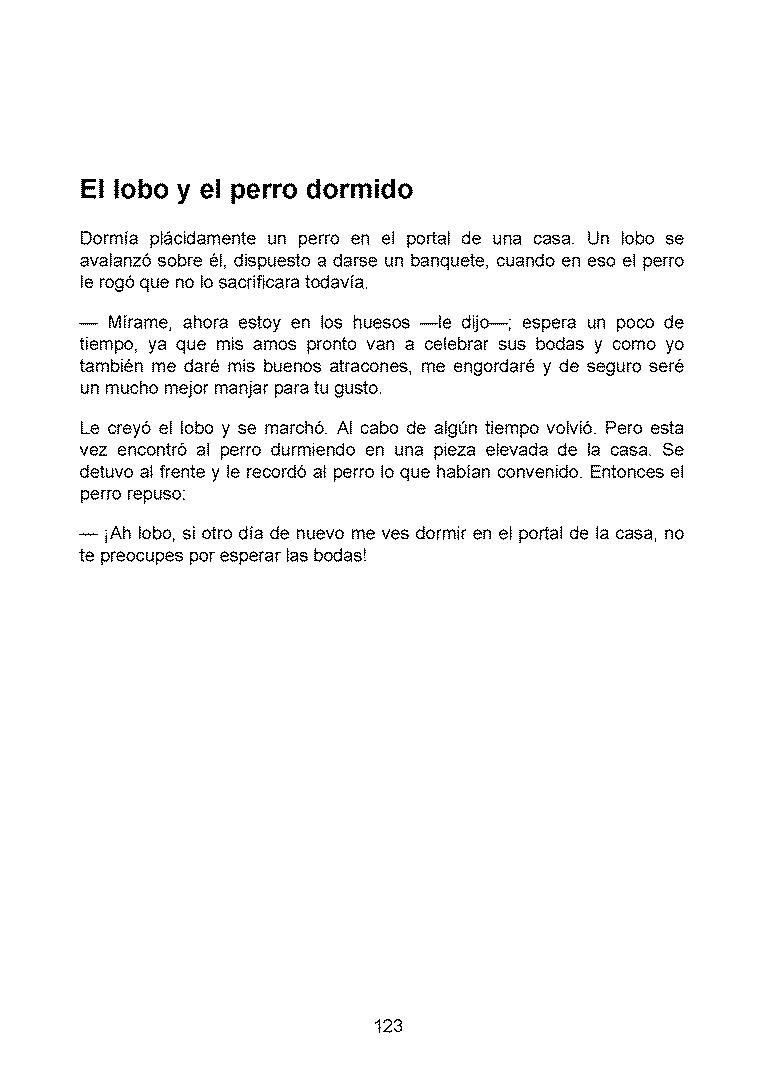 El lobo y el perro dormido
Dormía plácidamente un perro en el portal de una casa. Un lobo se
avalanzó sobre él, dispuesto a darse un banquete, cuando en eso el perro
le rogó que no lo sacrificara todavía.
— Mírame, ahora estoy en los huesos —le dijo—; espera un poco de
tiempo, ya que mis amos pronto van a celebrar sus bodas y como yo
también me daré mis buenos atracones, me engordaré y de seguro seré
un mucho mejor manjar para tu gusto.
Le creyó el lobo y se marchó. Al cabo de algún tiempo volvió. Pero esta
vez encontró al perro durmiendo en una pieza elevada de la casa. Se
detuvo al frente y le recordó al perro lo que habían convenido. Entonces el
perro repuso:
— ¡Ah lobo, si otro día de nuevo me ves dormir en el portal de la casa, no
te preocupes por esperar las bodas!
123